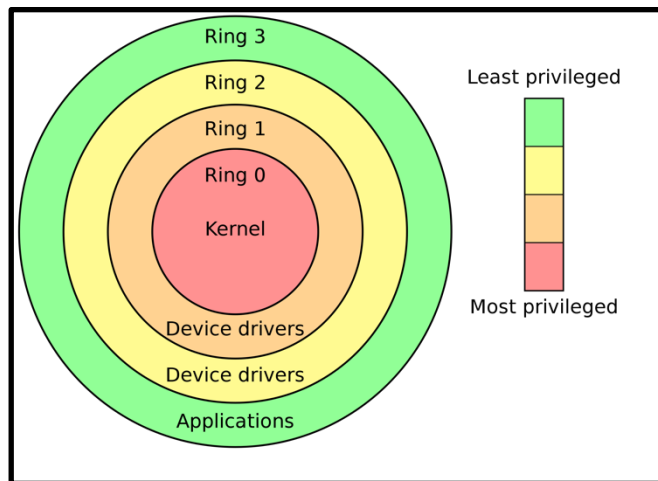 Ring 3
Ring 2
Ring 1
Ring 0
Kernel
Device drivers
Device drivers
Applications
Least privileged
Most privileged